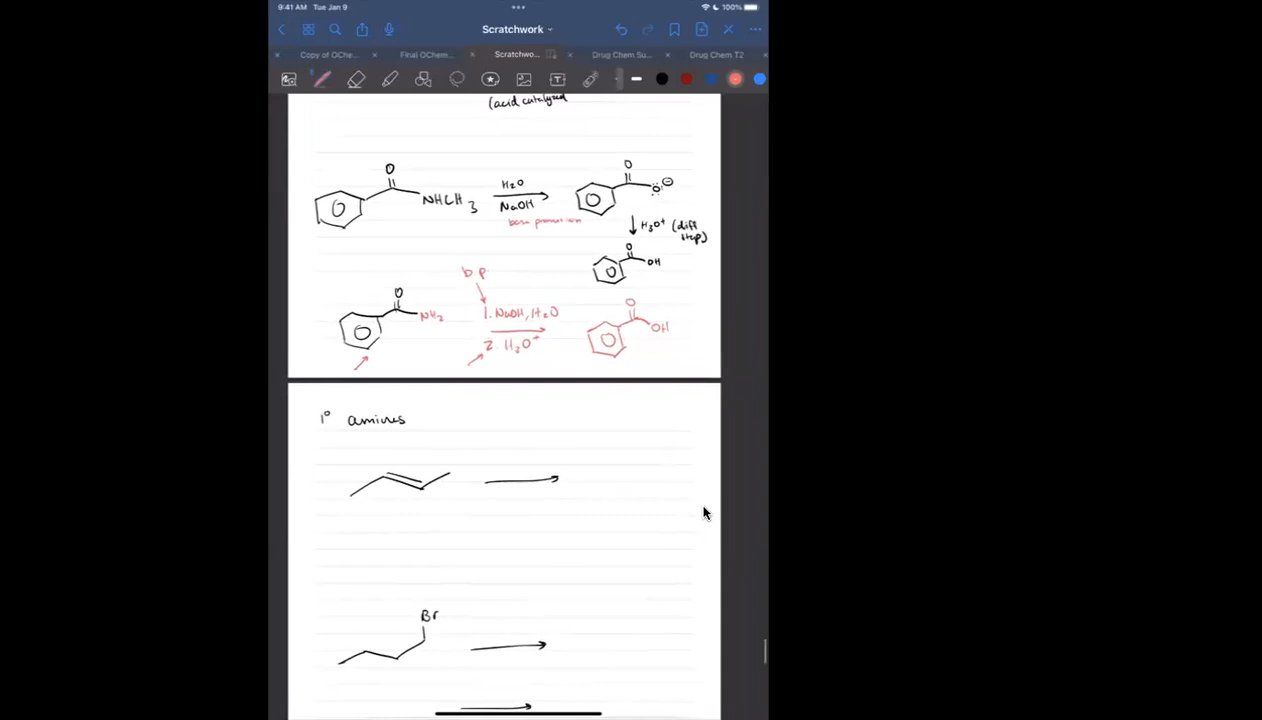 9:41 AM Tue Jan 9
100%
Scratchwork
Copy of OChe...
Final OChem...
Scratchwo...
Drug Chem Su...
Drug Chem T2
(acid catalyzed
O
NHCH3
H2O
NaOH
base promotion
O
O
H3O+ (diff
step)
O
OH
b.p.
O
NH2
1. NaOH, H2O
2. H3O+
O
OH
1° amines
Br